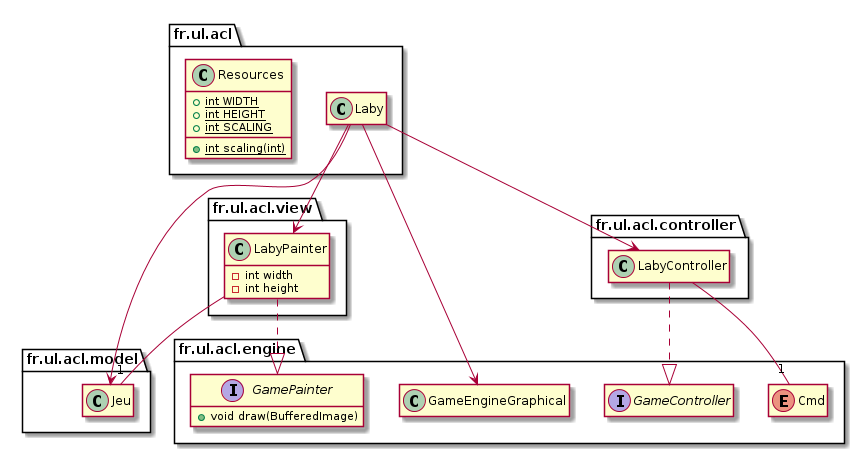 fr.ul.acl
C Resources
int WIDTH
int HEIGHT
int SCALING
int scaling(int)
C Laby
fr.ul.acl.view
C LabyPainter
int width
int height
fr.ul.acl.controller
C LabyController
fr.ul.acl.model
1
C Jeu
fr.ul.acl.engine
I GamePainter
void draw(BufferedImage)
C GameEngineGraphical
I GameController
1
E Cmd